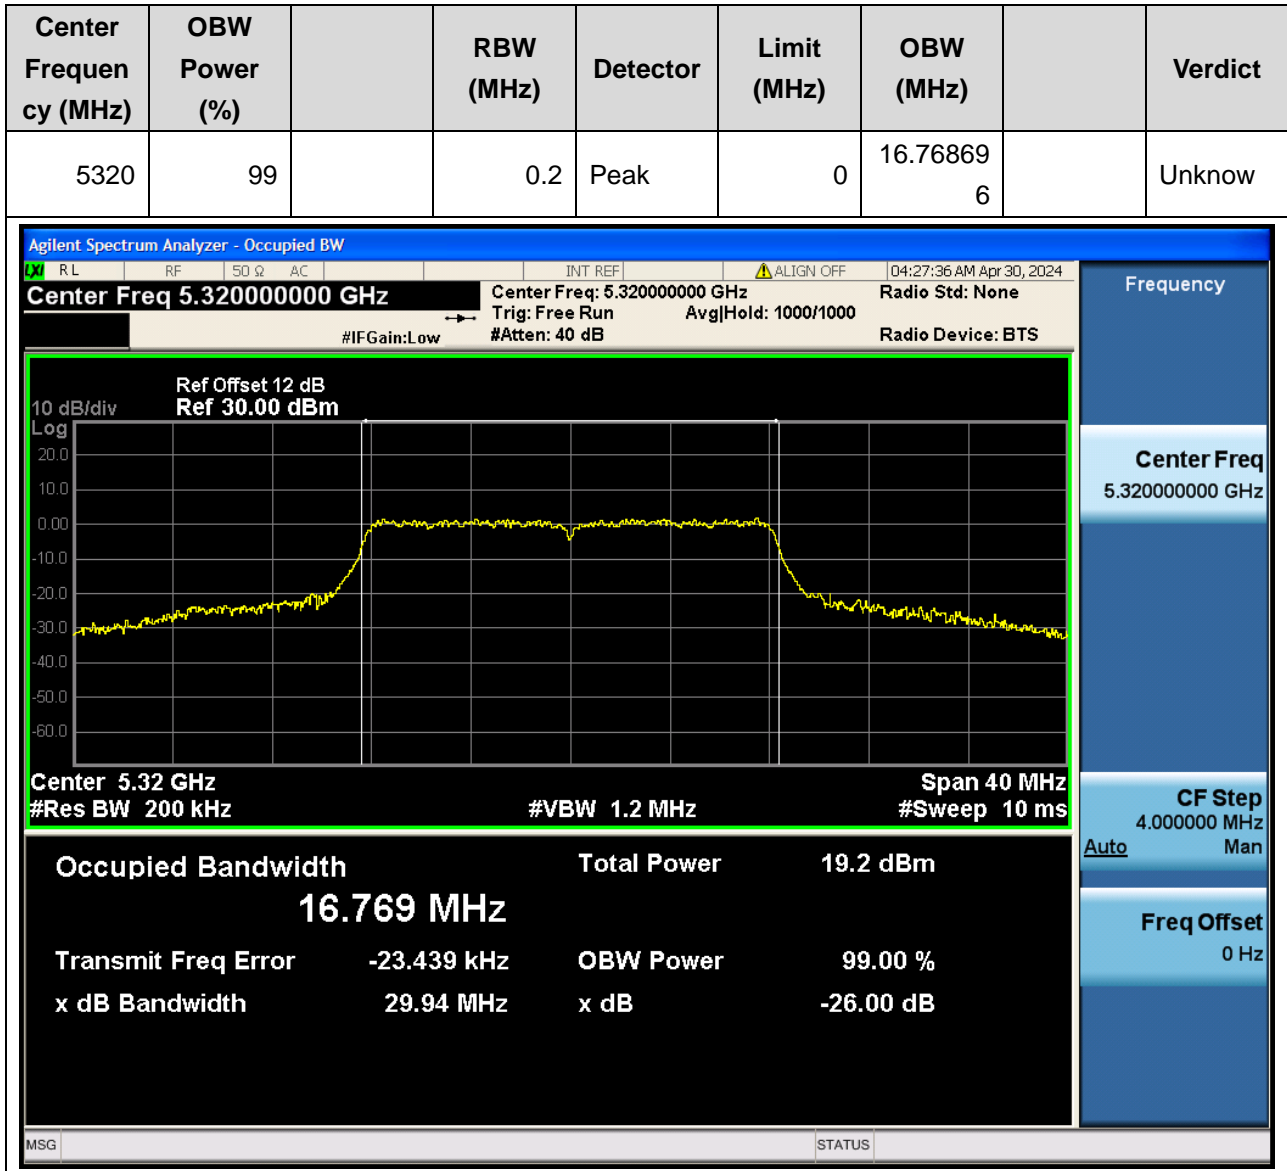 Center Frequen cy (MHz)
OBW Power (%)
RBW (MHz)
Detector
Limit (MHz)
OBW (MHz)
Verdict
5320
99
0.2
Peak
0
16.76869 6
Unknow
Agilent Spectrum Analyzer - Occupied BW
LXI RL RF 50 Ω AC INT REF ALIGN OFF 04:27:36 AM Apr 30, 2024
Center Freq 5.320000000 GHz
Center Freq: 5.320000000 GHz
Radio Std: None
Trig: Free Run Avg|Hold: 1000/1000
#IFGain:Low
#Atten: 40 dB
Radio Device: BTS
Ref Offset 12 dB
10 dB/div Ref 30.00 dBm
Log
20.0
10.0
0.00
-10.0
-20.0
-30.0
-40.0
-50.0
-60.0
Center 5.32 GHz Span 40 MHz
#Res BW 200 kHz #VBW 1.2 MHz #Sweep 10 ms
Occupied Bandwidth Total Power 19.2 dBm
16.769 MHz
Transmit Freq Error -23.439 kHz OBW Power 99.00 %
x dB Bandwidth 29.94 MHz x dB -26.00 dB
Frequency
Center Freq
5.320000000 GHz
CF Step
4.000000 MHz
Auto Man
Freq Offset
0 Hz
MSG STATUS